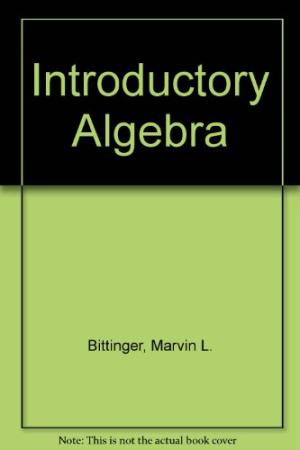 Introductory
Algebra
Bittinger, Marvin L.
Note: This is not the actual book cover